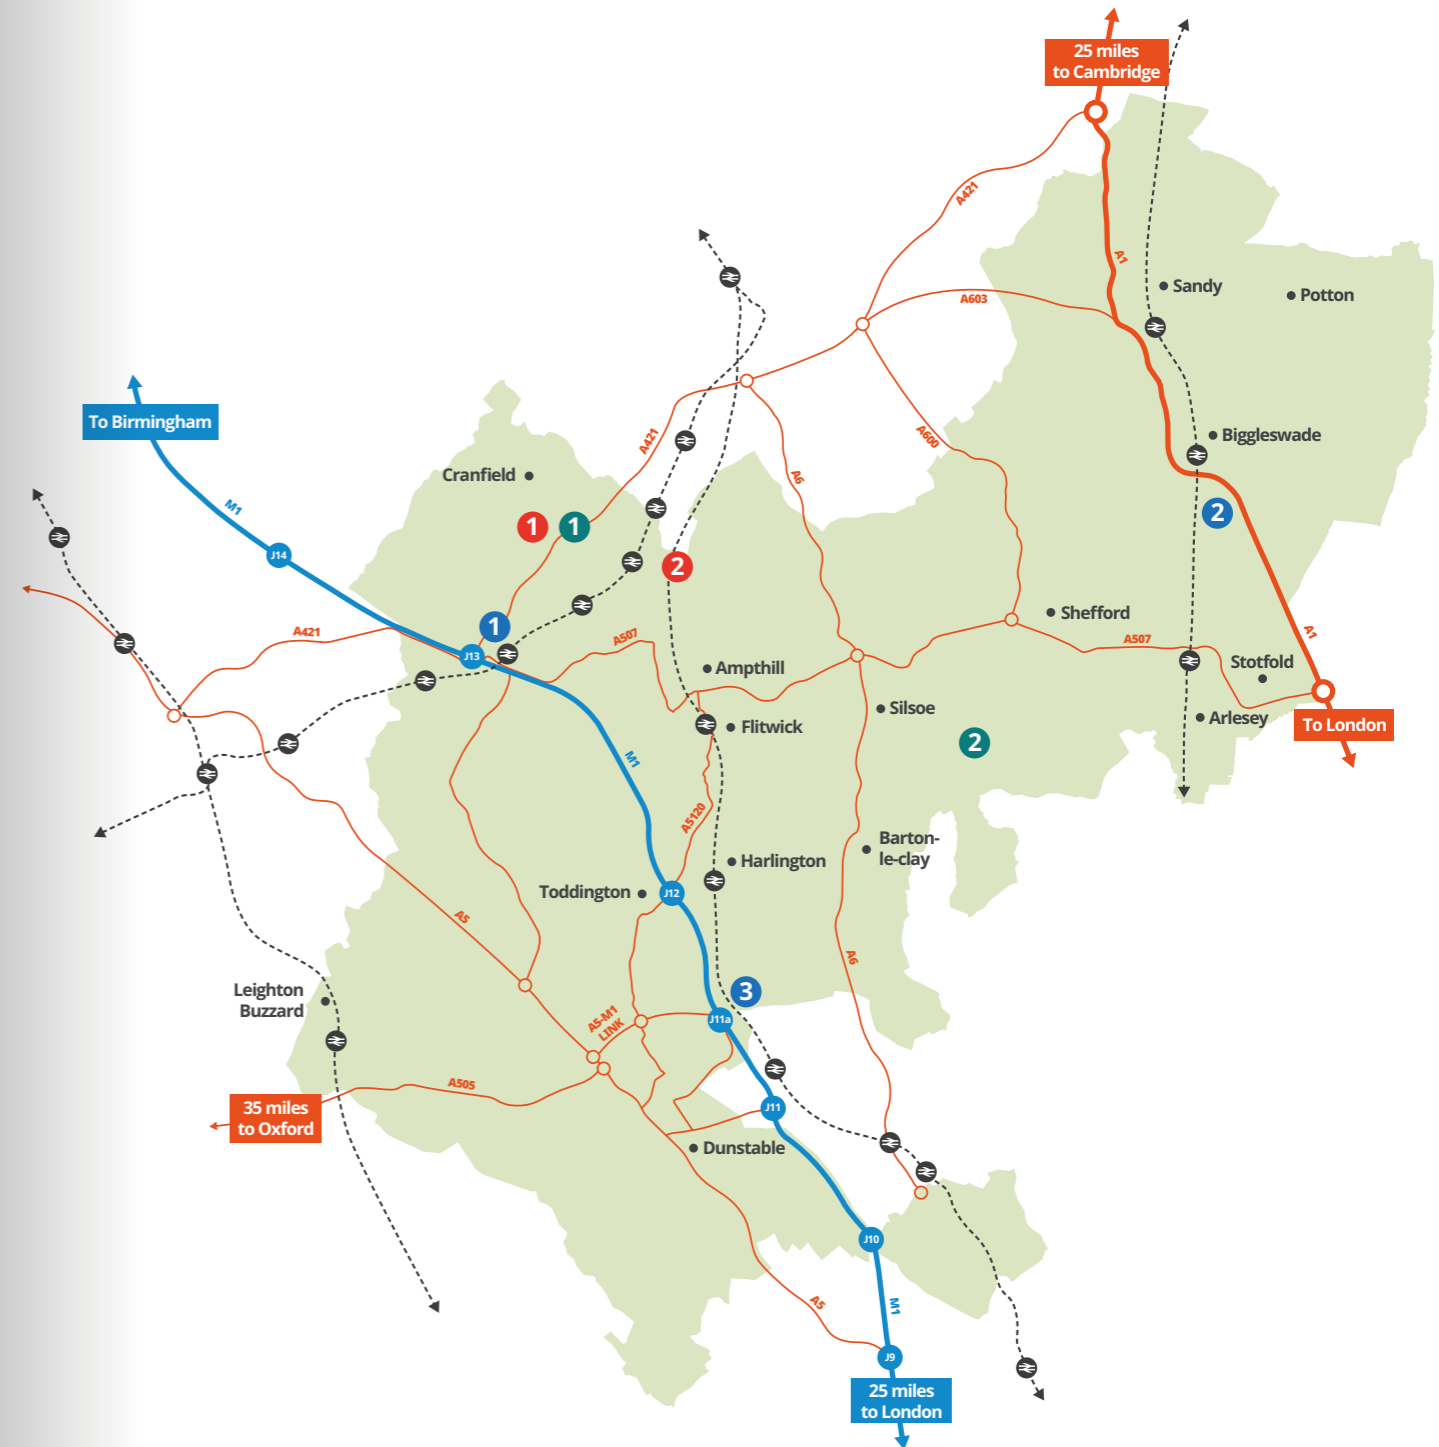 25 miles
to Cambridge
A421
A1
Sandy
Potton
A603
To Birmingham
Biggleswade
A421
A600
Cranfield
A6
M1
2
1
1
J14
2
Shefford
1
A421
A507
A507
A1
J13
Stotfold
Ampthill
Silsoe
Arlesey
To London
Flitwick
2
M1
A5120
Barton-
le-clay
Harlington
Toddington
J12
A5
A6
Leighton
Buzzard
3
A5-M1
LINK
J11a
A505
35 miles
to Oxford
J11
Dunstable
J10
A5
M1
J9
25 miles
to London